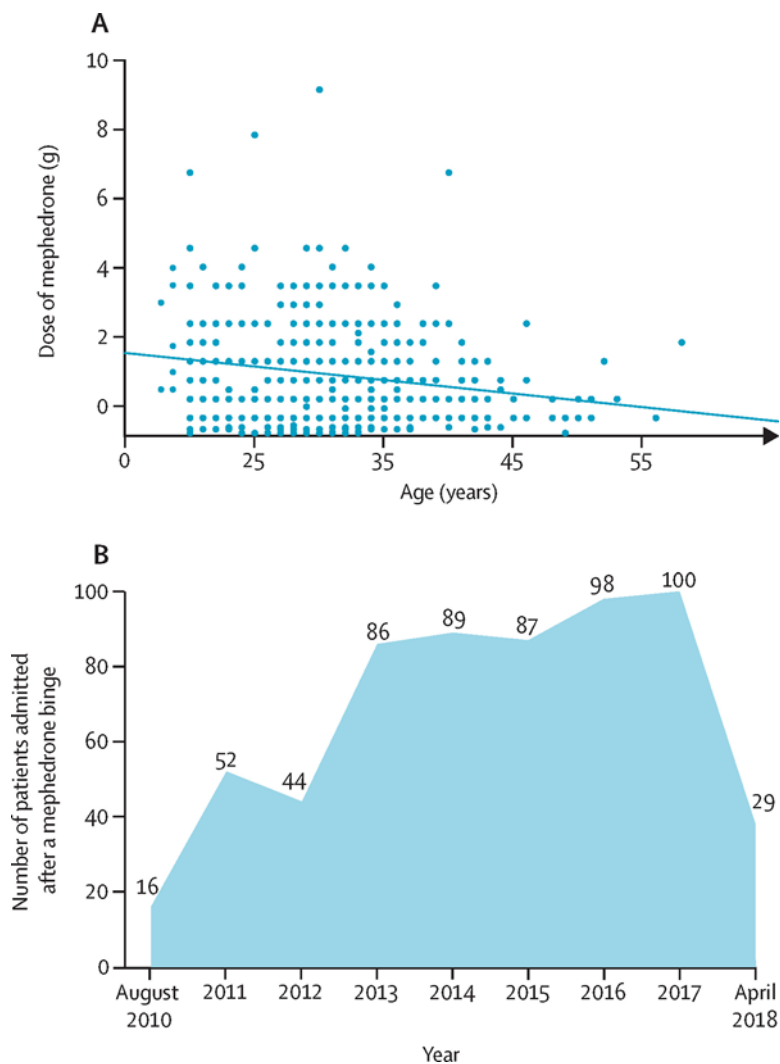 A
Dose of mephedrone (g)
10
8
6
4
2
0
0 25 35 45 55
Age (years)
B
Number of patients admitted
after a mephedrone binge
100
80
60
40
20
0
16 52 44 86 89 87 98 100 29
August 2010 2011 2012 2013 2014 2015 2016 2017 April 2018
Year